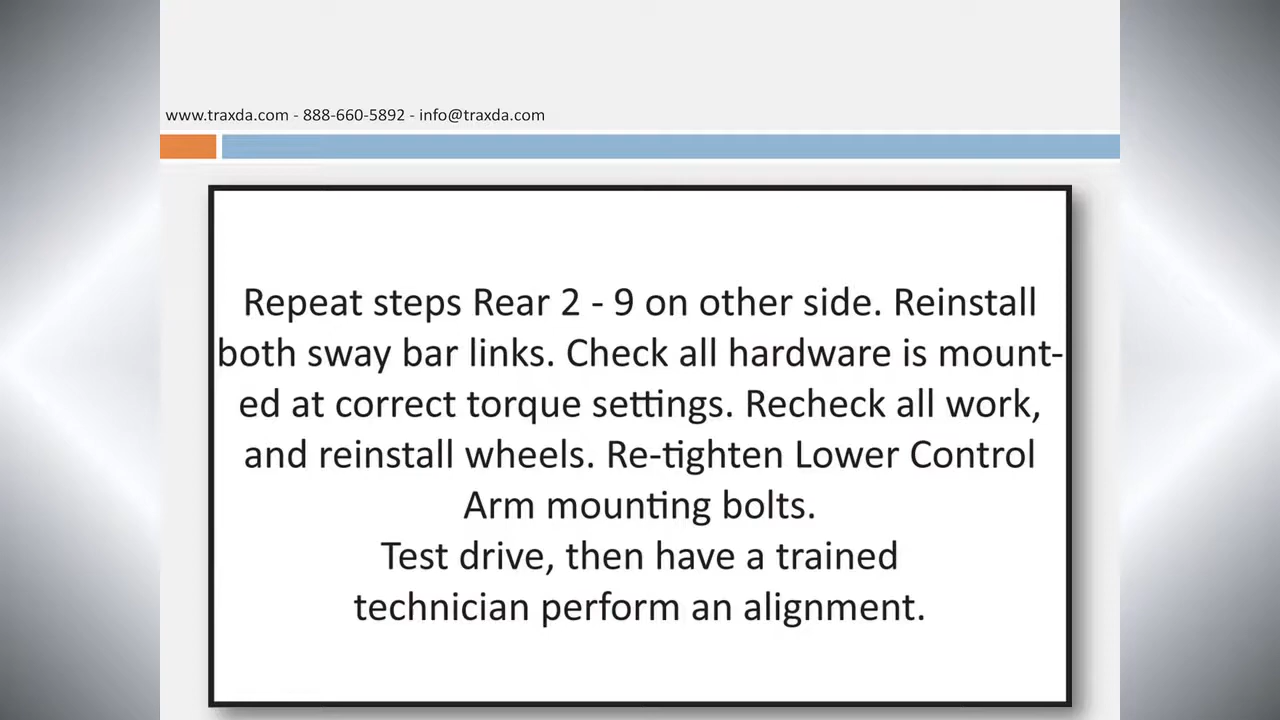 www.traxda.com - 888-660-5892 - info@traxda.com
Repeat steps Rear 2 - 9 on other side. Reinstall
both sway bar links. Check all hardware is mount-
ed at correct torque settings. Recheck all work,
and reinstall wheels. Re-tighten Lower Control
Arm mounting bolts.
Test drive, then have a trained
technician perform an alignment.